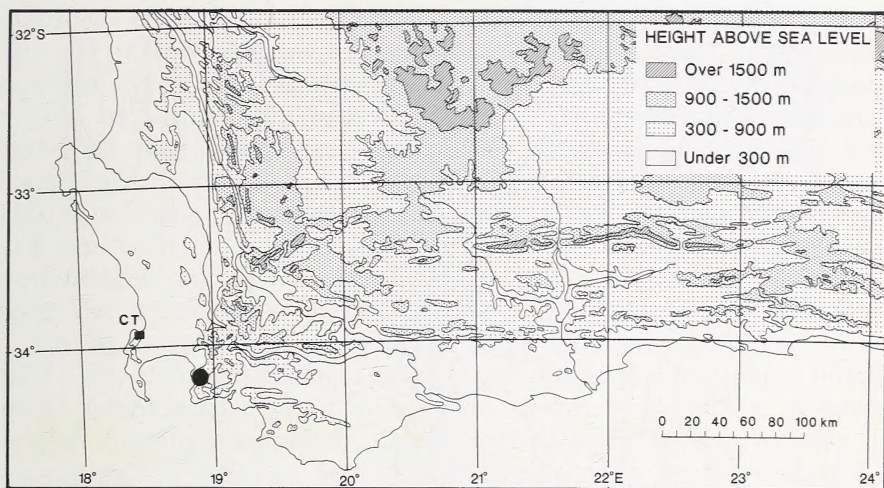 32°S
33°
34°
CT
HEIGHT ABOVE SEA LEVEL
Over 1500 m
900 - 1500 m
300 - 900 m
Under 300 m
0 20 40 60 80 100 km
18° 19° 20° 21° 22°E 23° 24°